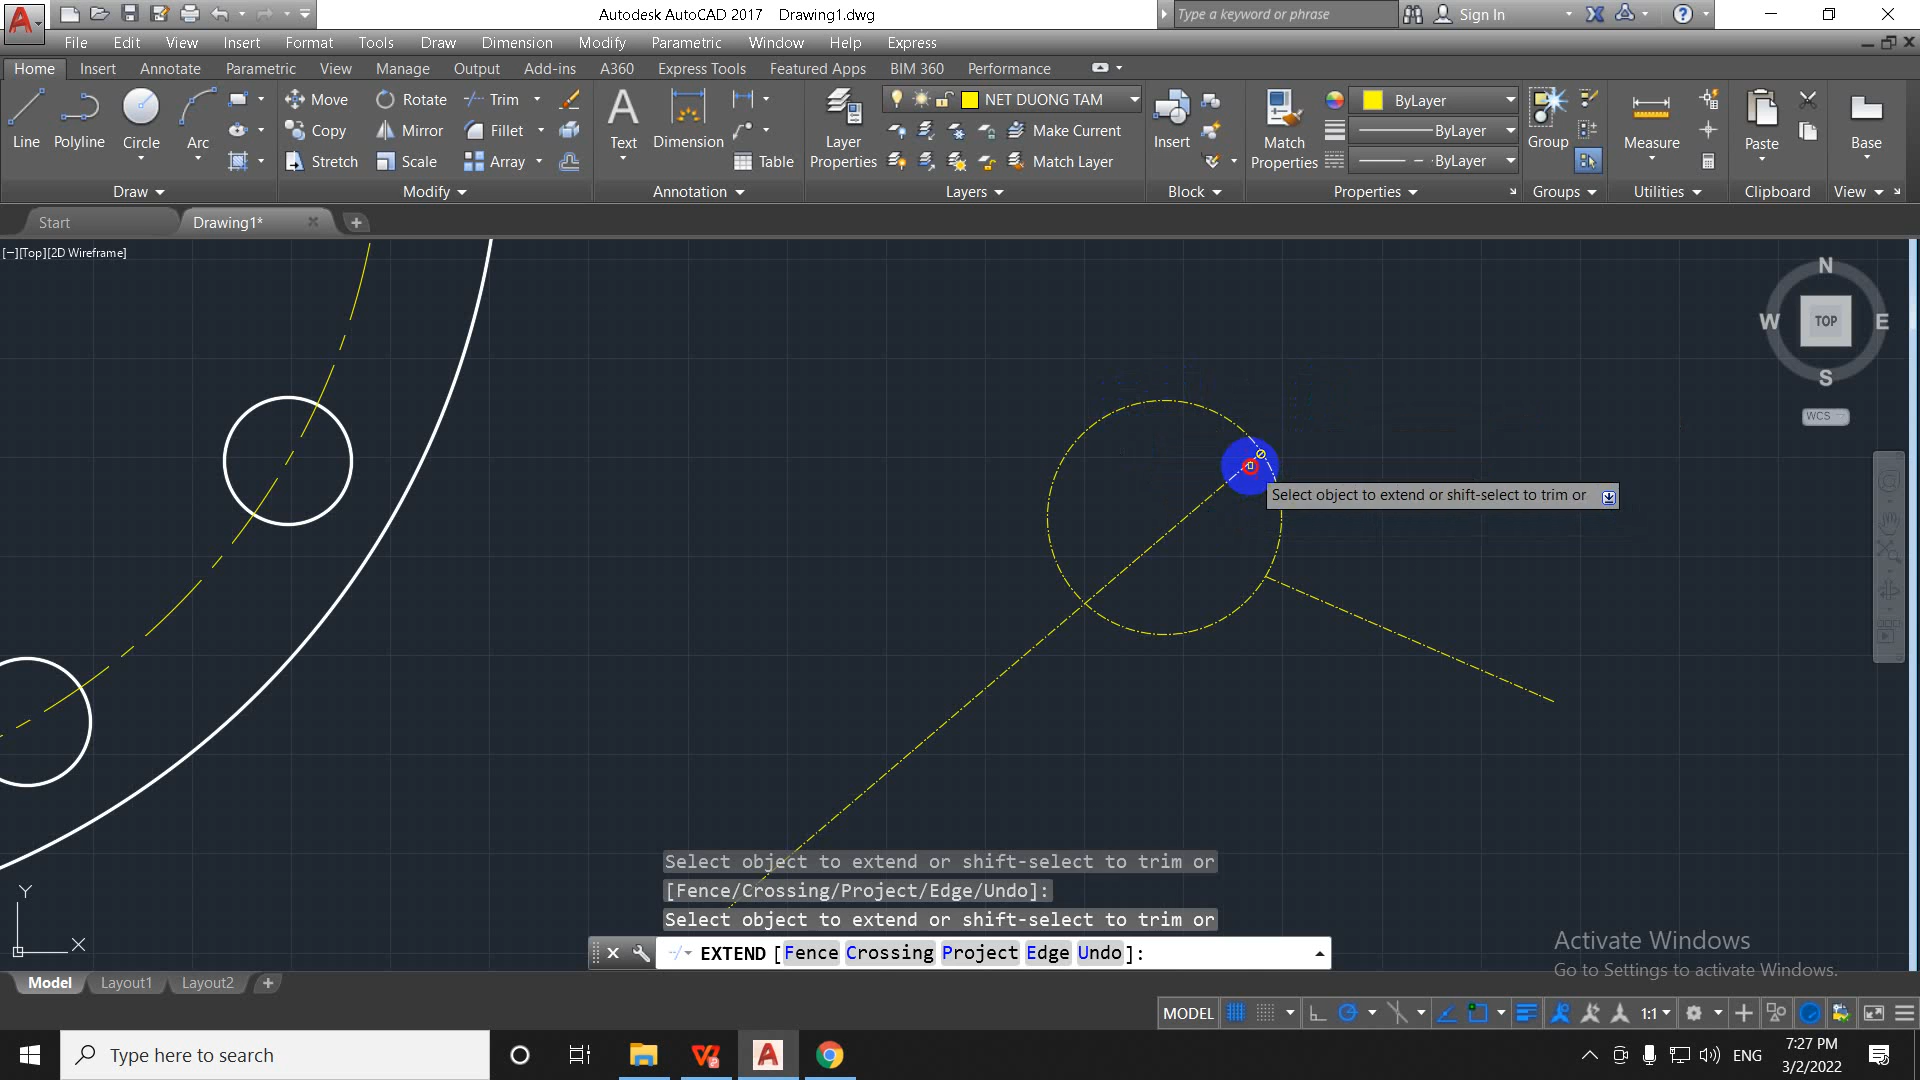 Autodesk AutoCAD 2017 Drawing1.dwg
Type a keyword or phrase
Sign In
File Edit View Insert Format Tools Draw Dimension Modify Parametric Window Help Express
Home Insert Annotate Parametric View Manage Output Add-ins A360 Express Tools Featured Apps BIM 360 Performance
Line Polyline Circle Arc
Move Rotate Trim
Copy Mirror Fillet
Stretch Scale Array
Text Dimension Table
Layer Properties
NET DUONG TAM
Make Current
Match Layer
Insert
Match Properties
ByLayer
ByLayer
ByLayer
Group
Measure
Paste
Base
Draw Modify Annotation Layers Block Properties Groups Utilities Clipboard View
Start Drawing1*
[−][Top][2D Wireframe]
N
W TOP E
S
WCS
Select object to extend or shift-select to trim or
Select object to extend or shift-select to trim or
[Fence/Crossing/Project/Edge/Undo]:
Select object to extend or shift-select to trim or
EXTEND [Fence Crossing Project Edge Undo]:
Y
X
Activate Windows
Go to Settings to activate Windows.
Model Layout1 Layout2
MODEL 1:1
Type here to search
ENG
7:27 PM
3/2/2022